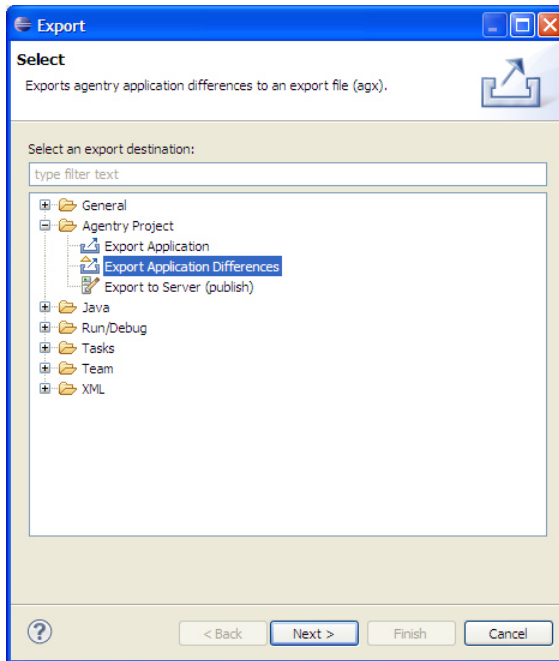 Export
Select
Exports agentry application differences to an export file (agx).
Select an export destination:
type filter text
General
Agentry Project
Export Application
Export Application Differences
Export to Server (publish)
Java
Run/Debug
Tasks
Team
XML
?
< Back
Next >
Finish
Cancel